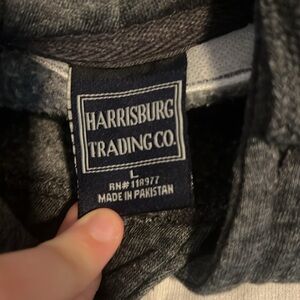 HARRISBURG
TRADING CO.
L
RN# 118977
MADE IN PAKISTAN